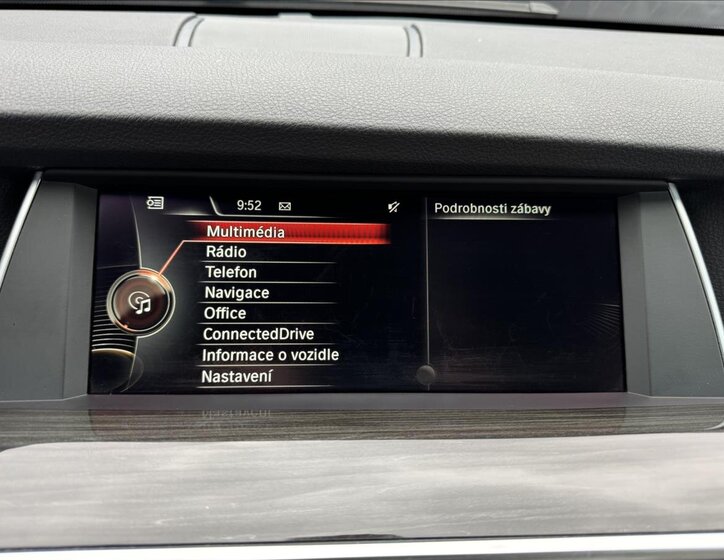 9:52
Podrobnosti zábavy
Multimédia
Rádio
Telefon
Navigace
Office
ConnectedDrive
Informace o vozidle
Nastavení